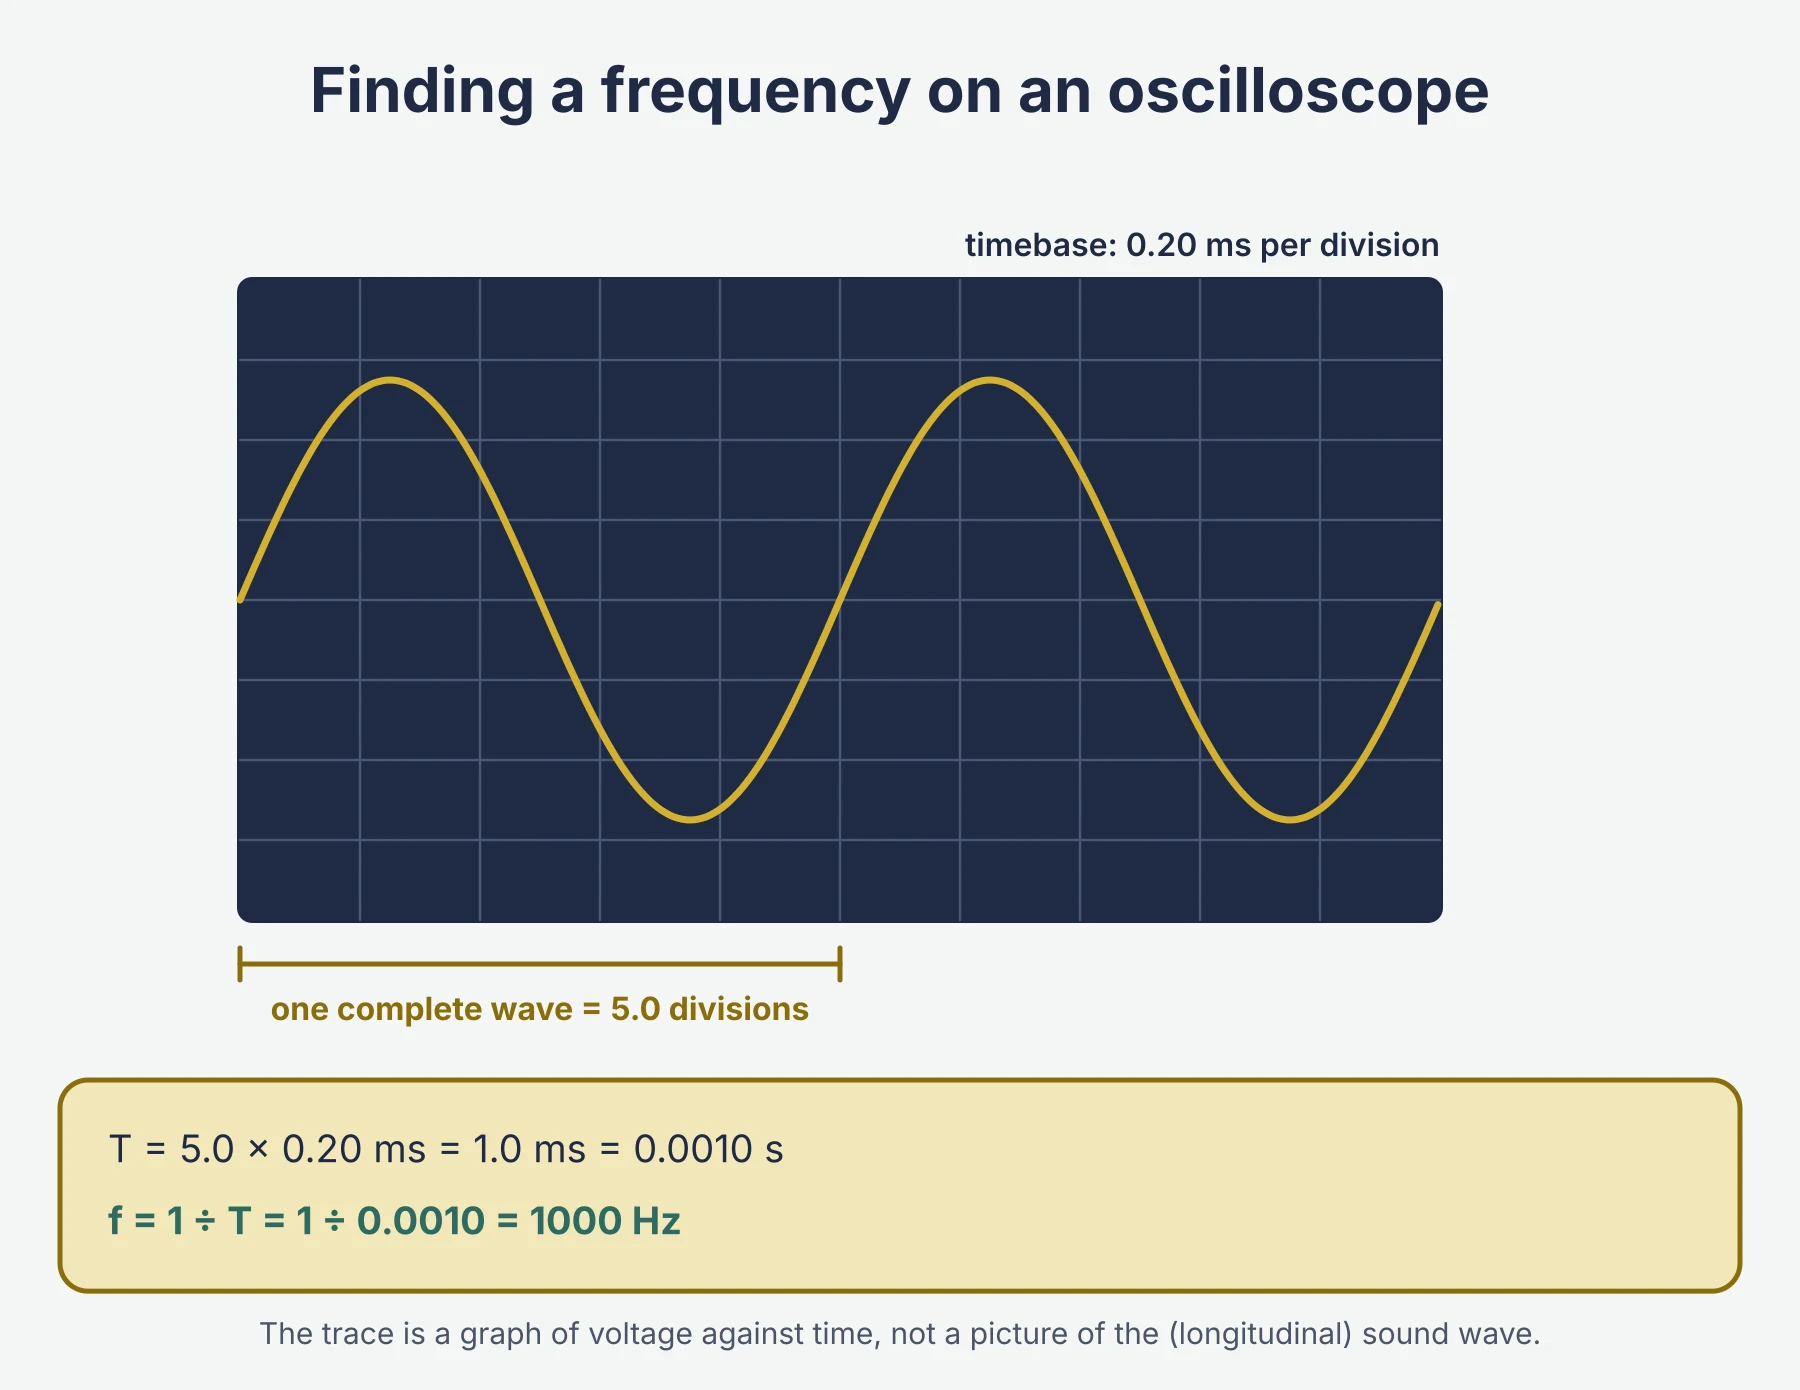 Finding a frequency on an oscilloscope
timebase: 0.20 ms per division
one complete wave = 5.0 divisions
T = 5.0 × 0.20 ms = 1.0 ms = 0.0010 s
f = 1 ÷ T = 1 ÷ 0.0010 = 1000 Hz
The trace is a graph of voltage against time, not a picture of the (longitudinal) sound wave.